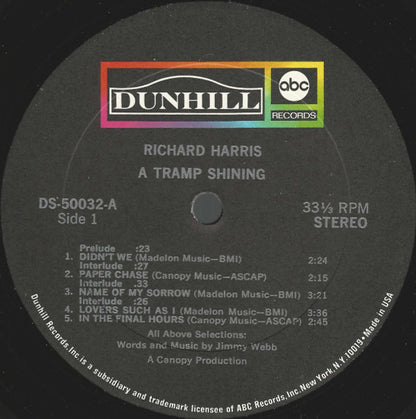 DUNHILL
abc
RECORDS
RICHARD HARRIS
A TRAMP SHINING
DS-50032-A
Side 1
33⅓ RPM
STEREO
Prelude :23
1. DIDN'T WE (Madelon Music—BMI) 2:24
Interlude :27
2. PAPER CHASE (Canopy Music—ASCAP) 2:15
Interlude .33
3. NAME OF MY SORROW (Madelon Music—BMI) 3:21
Interlude :26
4. LOVERS SUCH AS I (Madelon Music—BMI) 3:36
5. IN THE FINAL HOURS (Canopy Music—ASCAP) 2:45
All Above Selections:
Words and Music by Jimmy Webb
A Canopy Production
Dunhill Records, Inc is a subsidiary and trademark licensee of ABC Records, Inc. New York, N.Y. 10019 • Made in USA